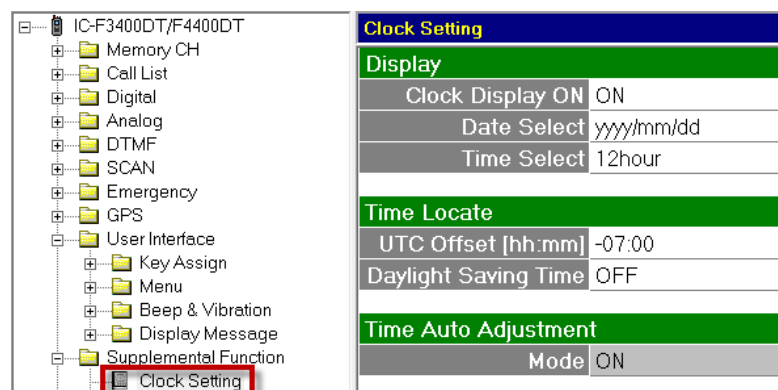 IC-F3400DT/F4400DT
Memory CH
Call List
Digital
Analog
DTMF
SCAN
Emergency
GPS
User Interface
Key Assign
Menu
Beep & Vibration
Display Message
Supplemental Function
Clock Setting
Clock Setting
Display
Clock Display ON ON
Date Select yyyy/mm/dd
Time Select 12hour
Time Locate
UTC Offset [hh:mm] -07:00
Daylight Saving Time OFF
Time Auto Adjustment
Mode ON